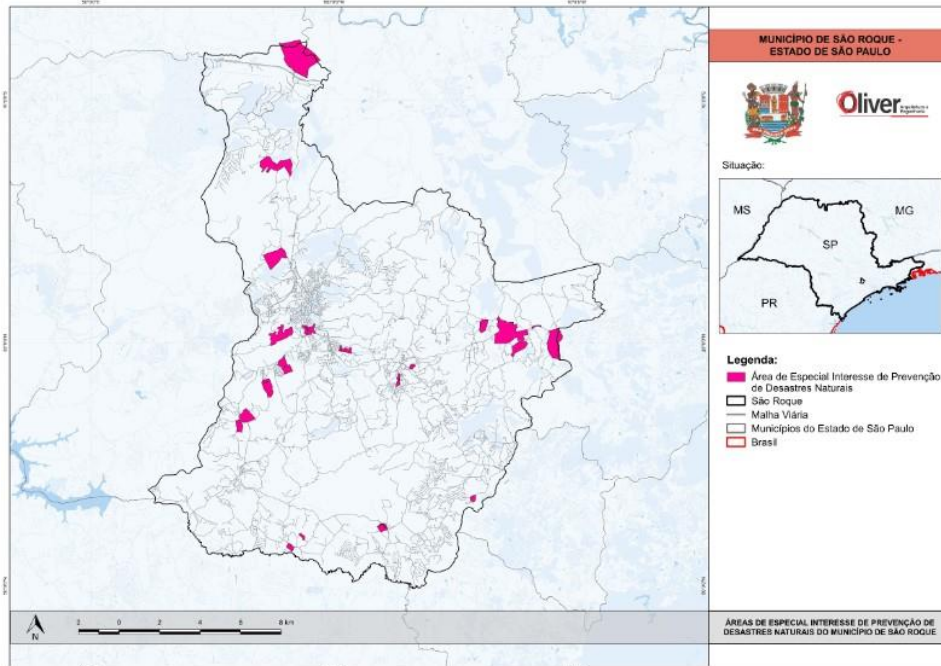 MUNICÍPIO DE SÃO ROQUE -
ESTADO DE SÃO PAULO
Oliver
Situação:
MS
MG
SP
PR
Legenda:
Área de Especial Interesse de Prevenção
de Desastres Naturais
São Roque
Malha Viária
Municípios do Estado de São Paulo
Brasil
N
2 0 2 4 6 8 km
ÁREAS DE ESPECIAL INTERESSE DE PREVENÇÃO DE
DESASTRES NATURAIS DO MUNICÍPIO DE SÃO ROQUE